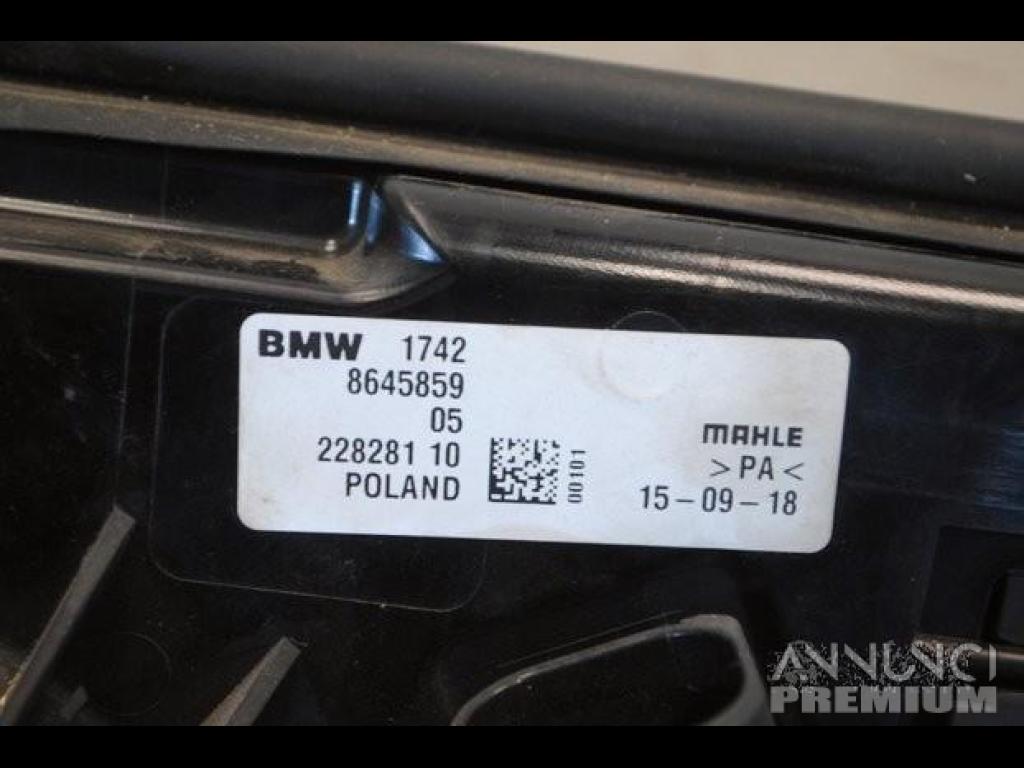 BMW 1742
8645859
05
228281 10
POLAND
00101
MAHLE
>PA<
15-09-18
ANNUNCI
PREMIUM